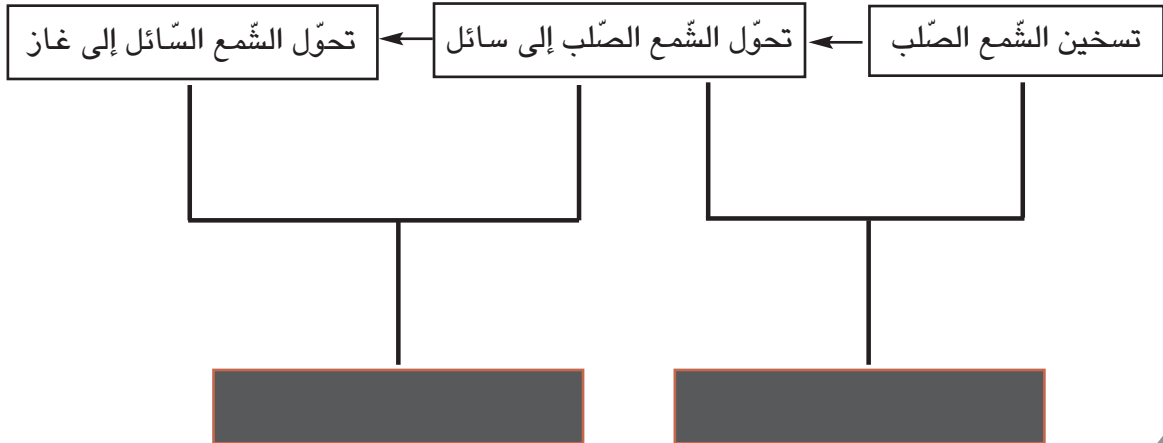 تسخين الشّمع الصّلب
تحوّل الشّمع الصّلب إلى سائل
تحوّل الشّمع السّائل إلى غاز